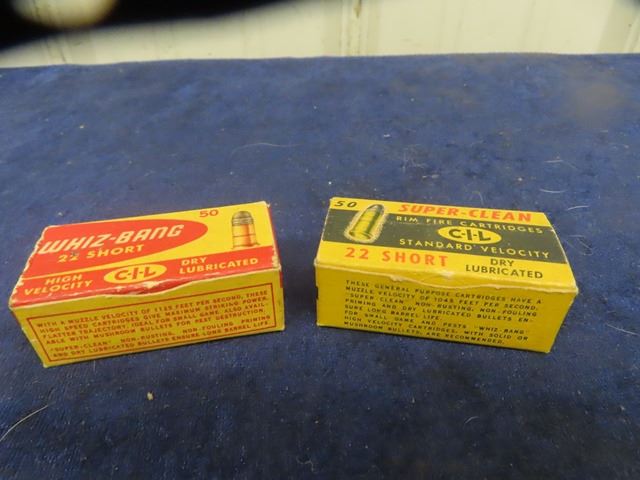 WHIZ-BANG
50
22 SHORT
HIGH VELOCITY
C-I-L
DRY LUBRICATED
WITH A MUZZLE VELOCITY OF 1125 FEET PER SECOND, THESE
HIGH SPEED CARTRIDGES GIVE MAXIMUM STRIKING POWER,
FLATTER TRAJECTORY. IDEAL FOR SMALL GAME. ALSO AVAIL-
ABLE WITH MUSHROOM BULLETS FOR PEST DESTRUCTION.
"SUPER-CLEAN" NON-RUSTING, NON-FOULING PRIMING
AND DRY LUBRICATED BULLETS ENSURE LONG BARREL LIFE
50
SUPER-CLEAN
RIM FIRE CARTRIDGES
C-I-L
STANDARD VELOCITY
22 SHORT
DRY LUBRICATED
THESE GENERAL PURPOSE CARTRIDGES HAVE A
MUZZLE VELOCITY OF 1045 FEET PER SECOND.
"SUPER CLEAN" NON-RUSTING, NON-FOULING
PRIMING AND DRY LUBRICATED BULLETS EN-
SURE LONG BARREL LIFE.
FOR SMALL GAME AND PESTS "WHIZ-BANG"
HIGH VELOCITY CARTRIDGES, WITH SOLID OR
MUSHROOM BULLETS ARE RECOMMENDED.